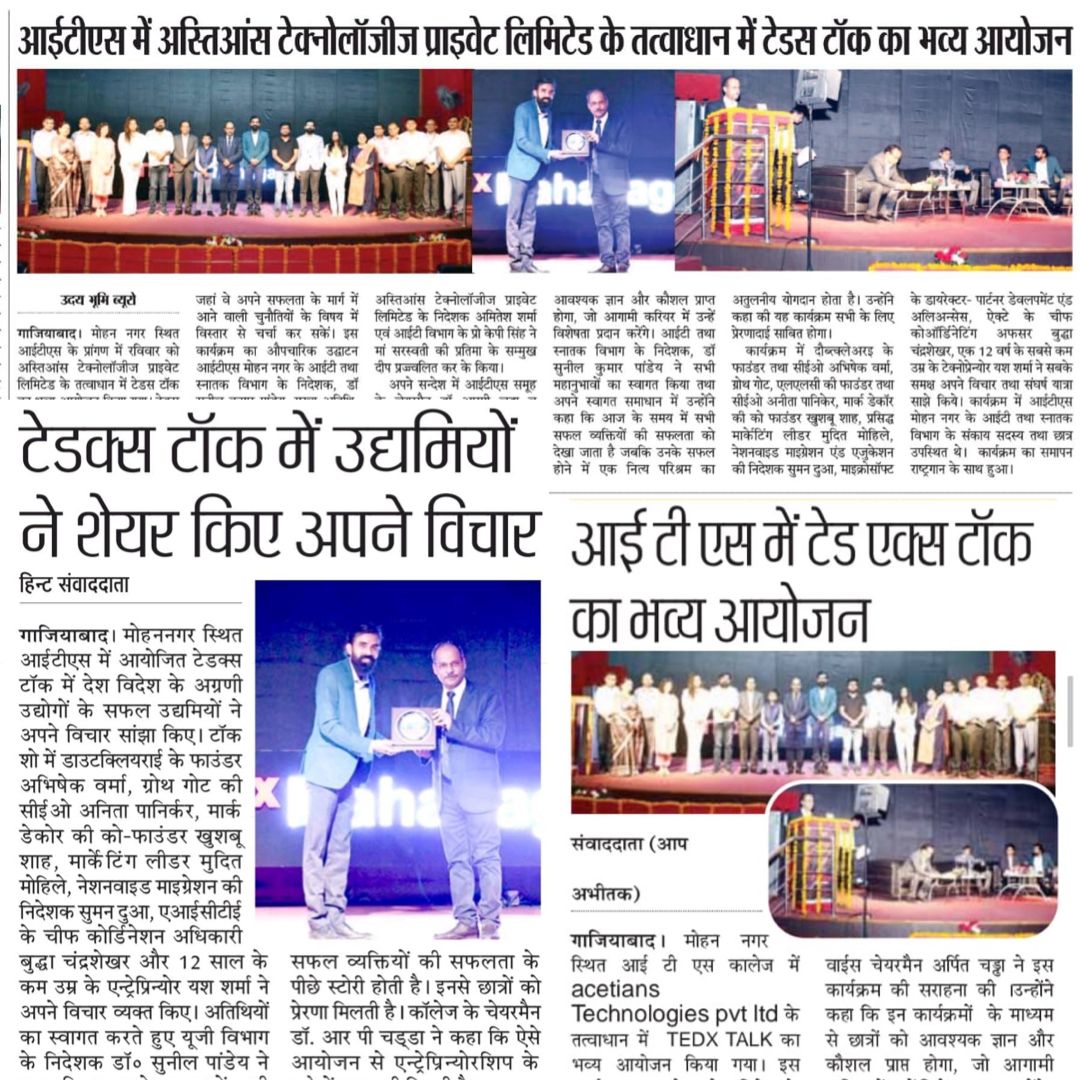 आईटीएस में अस्तिआंस टेक्नोलॉजीज प्राइवेट लिमिटेड के तत्वाधान में टेडस टॉक का भव्य आयोजन
उदय भूमि ब्यूरो
गाजियाबाद। मोहन नगर स्थित
आईटीएस के प्रांगण में रविवार को
अस्तिआंस टेक्नोलॉजीज प्राइवेट
लिमिटेड के तत्वाधान में टेडस टॉक
जहां वे अपने सफलता के मार्ग में
आने वाली चुनौतियों के विषय में
विस्तार से चर्चा कर सकें। इस
कार्यक्रम का औपचारिक उद्घाटन
आईटीएस मोहन नगर के आईटी तथा
स्नातक विभाग के निदेशक, डॉ
अस्तिआंस टेक्नोलॉजीज प्राइवेट
लिमिटेड के निदेशक अमितेश शर्मा
एवं आईटी विभाग के प्रो केपी सिंह ने
मां सरस्वती की प्रतिमा के सम्मुख
दीप प्रज्ज्वलित कर के किया।
अपने सन्देश में आईटीएस समूह
आवश्यक ज्ञान और कौशल प्राप्त
होगा, जो आगामी करियर में उन्हें
विशेषता प्रदान करेंगे। आईटी तथा
स्नातक विभाग के निदेशक, डॉ
सुनील कुमार पांडेय ने सभी
महानुभावों का स्वागत किया तथा
अपने स्वागत समाधान में उन्होंने
कहा कि आज के समय में सभी
सफल व्यक्तियों की सफलता को
देखा जाता है जबकि उनके सफल
होने में एक नित्य परिश्रम का
अतुलनीय योगदान होता है। उन्होंने
कहा की यह कार्यक्रम सभी के लिए
प्रेरणादाई साबित होगा।
कार्यक्रम में दौब्त्क्लेअरइ के
फाउंडर तथा सीईओ अभिषेक वर्मा,
ग्रोथ गोट, एलएलसी की फाउंडर तथा
सीईओ अनीता पानिकेर, मार्क डेकॉर
की को फाउंडर खुशबू शाह, प्रसिद्ध
मार्केटिंग लीडर मुदित मोहिले,
नेशनवाइड माइग्रेशन एंड एजुकेशन
की निदेशक सुमन दुआ, माइक्रोसॉफ्ट
के डायरेक्टर- पार्टनर डेवलपमेंट एंड
अलिअन्सेस, ऐक्टे के चीफ
कोऑर्डिनेटिंग अफसर बुद्धा
चंद्रशेखर, एक 12 वर्ष के सबसे कम
उम्र के टेक्नोप्रेन्योर यश शर्मा ने सबके
समक्ष अपने विचार तथा संघर्ष यात्रा
साझे किये। कार्यक्रम में आईटीएस
मोहन नगर के आईटी तथा स्नातक
विभाग के संकाय सदस्य तथा छात्र
उपस्थित थे। कार्यक्रम का समापन
राष्ट्रगान के साथ हुआ।
टेडक्स टॉक में उद्यमियों
ने शेयर किए अपने विचार
हिन्ट संवाददाता
गाजियाबाद। मोहननगर स्थित
आईटीएस में आयोजित टेडक्स
टॉक में देश विदेश के अग्रणी
उद्योगों के सफल उद्यमियों ने
अपने विचार सांझा किए। टॉक
शो में डाउटक्लियराई के फाउंडर
अभिषेक वर्मा, ग्रोथ गोट की
सीईओ अनिता पानिर्कर, मार्क
डेकोर की को-फाउंडर खुशबू
शाह, मार्केटिंग लीडर मुदित
मोहिले, नेशनवाइड माइग्रेशन की
निदेशक सुमन दुआ, एआईसीटीई
के चीफ कोर्डिनेशन अधिकारी
बुद्धा चंद्रशेखर और 12 साल के
कम उम्र के एन्ट्रेप्रिन्योर यश शर्मा ने
अपने विचार व्यक्त किए। अतिथियों
का स्वागत करते हुए यूजी विभाग
के निदेशक डॉ० सुनील पांडेय ने
सफल व्यक्तियों की सफलता के
पीछे स्टोरी होती है। इनसे छात्रों को
प्रेरणा मिलती है। कॉलेज के चेयरमैन
डॉ. आर पी चड्डा ने कहा कि ऐसे
आयोजन से एन्ट्रेप्रिन्योरशिप के
आई टी एस में टेड एक्स टॉक
का भव्य आयोजन
संवाददाता (आप
अभीतक)
गाजियाबाद। मोहन नगर
स्थित आई टी एस कालेज में
acetians
Technologies pvt ltd के
तत्वाधान में TEDX TALK का
भव्य आयोजन किया गया। इस
वाईस चेयरमैन अर्पित चड्ढा ने इस
कार्यक्रम की सराहना की ।उन्होंने
कहा कि इन कार्यक्रमों के माध्यम
से छात्रों को आवश्यक ज्ञान और
कौशल प्राप्त होगा, जो आगामी